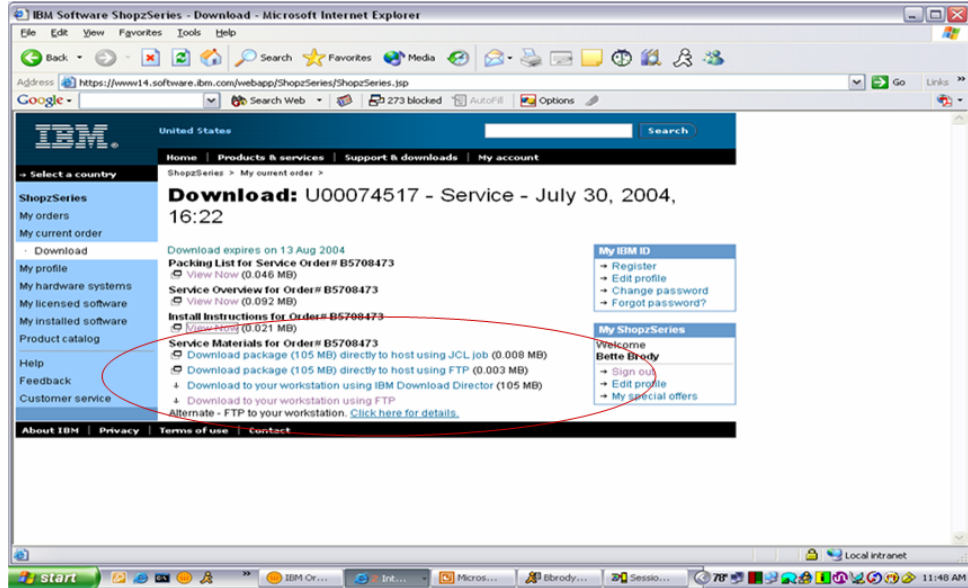 IBM Software ShopzSeries - Download - Microsoft Internet Explorer
File Edit View Favorites Tools Help
Back Search Favorites Media
Address https://www14.software.ibm.com/webapp/ShopzSeries/ShopzSeries.jsp Go Links »
Google - Search Web 273 blocked AutoFill Options
IBM.
United States Search
Home | Products & services | Support & downloads | My account
→ Select a country
ShopzSeries > My current order >
ShopzSeries
My orders
My current order
· Download
My profile
My hardware systems
My licensed software
My installed software
Product catalog
Help
Feedback
Customer service
Download: U00074517 - Service - July 30, 2004,
16:22
Download expires on 13 Aug 2004
Packing List for Service Order# B5708473
View Now (0.046 MB)
Service Overview for Order# B5708473
View Now (0.092 MB)
Install Instructions for Order# B5708473
View Now (0.021 MB)
Service Materials for Order# B5708473
Download package (105 MB) directly to host using JCL job (0.008 MB)
Download package (105 MB) directly to host using FTP (0.003 MB)
↓ Download to your workstation using IBM Download Director (105 MB)
↓ Download to your workstation using FTP
Alternate - FTP to your workstation. Click here for details.
My IBM ID
→ Register
→ Edit profile
→ Change password
→ Forgot password?
My ShopzSeries
Welcome
Bette Brody
→ Sign out
→ Edit profile
→ My special offers
About IBM | Privacy | Terms of use | Contact
Local intranet
start » IBM Or... Int... Micros... Bbrody... Sessio... 78° 11:48 AM